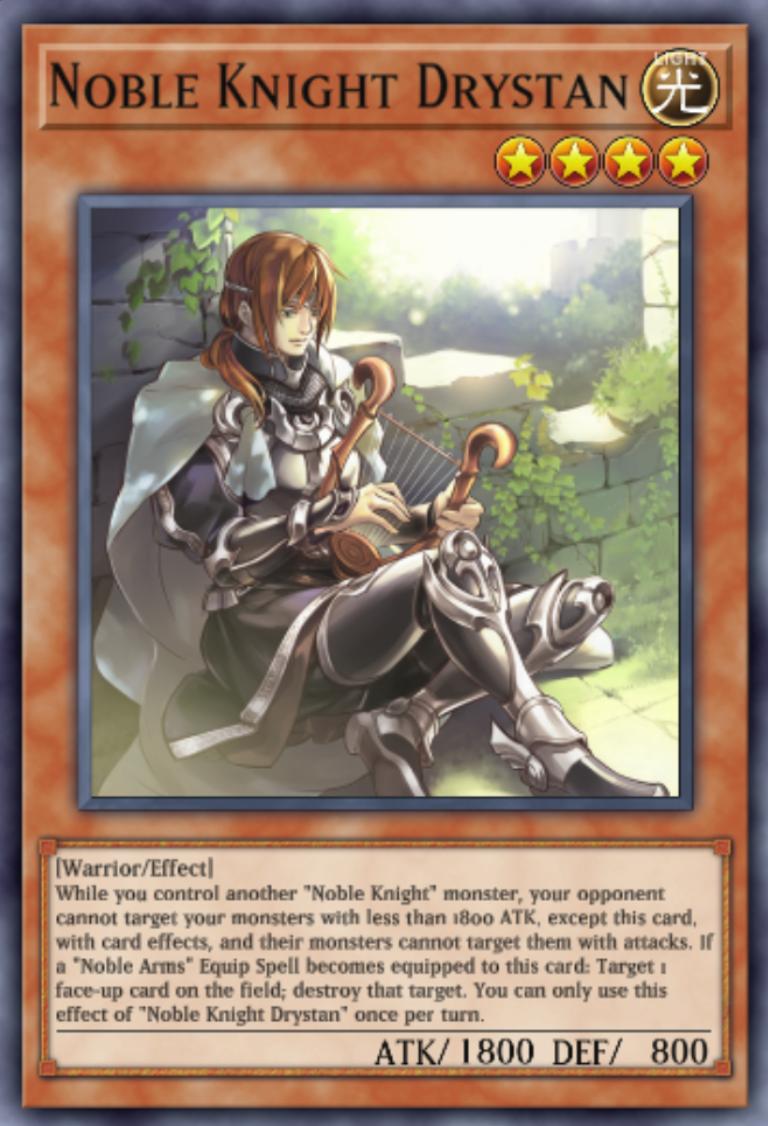 NOBLE KNIGHT DRYSTAN
LIGHT
光
[Warrior/Effect]
While you control another "Noble Knight" monster, your opponent
cannot target your monsters with less than 1800 ATK, except this card,
with card effects, and their monsters cannot target them with attacks. If
a "Noble Arms" Equip Spell becomes equipped to this card: Target 1
face-up card on the field; destroy that target. You can only use this
effect of "Noble Knight Drystan" once per turn.
ATK/ 1800 DEF/ 800